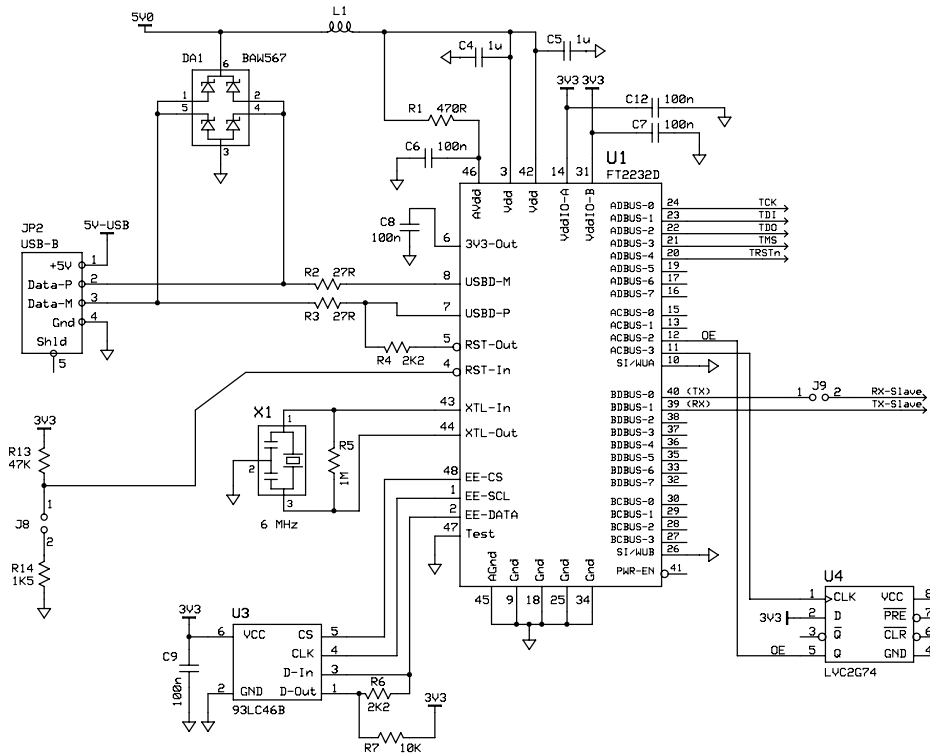 5V0
L1
C4 1u
C5 1u
DA1 BAW567
6
1 2
5 4
3
3V3 3V3
R1 470R
C12 100n
C6 100n
C7 100n
U1
FT2232D
46 3 42 14 31
AVdd Vdd Vdd VddIO-A VddIO-B
C8
100n
6 3V3-Out
8 USBD-M
7 USBD-P
5 RST-Out
4 RST-In
43 XTL-In
44 XTL-Out
48 EE-CS
1 EE-SCL
2 EE-DATA
47 Test
ADBUS-0 24 TCK
ADBUS-1 23 TDI
ADBUS-2 22 TDO
ADBUS-3 21 TMS
ADBUS-4 20 TRSTn
ADBUS-5 19
ADBUS-6 17
ADBUS-7 16
ACBUS-0 15
ACBUS-1 13
ACBUS-2 12 OE
ACBUS-3 11
SI/WUA 10
BDBUS-0 40 (TX)
BDBUS-1 39 (RX)
BDBUS-2 38
BDBUS-3 37
BDBUS-4 36
BDBUS-5 35
BDBUS-6 33
BDBUS-7 32
BCBUS-0 30
BCBUS-1 29
BCBUS-2 28
BCBUS-3 27
SI/WUB 26
PWR-EN 41
AGnd Gnd Gnd Gnd Gnd
45 9 18 25 34
1 J9 2 RX-Slave
TX-Slave
JP2
USB-B
5V-USB
+5V 1
Data-P 2
Data-M 3
Gnd 4
Shld
5
R2 27R
R3 27R
R4 2K2
X1
1
2
3
6 MHz
R5
1M
3V3
R13
47K
1
J8
2
R14
1K5
3V3
C9
100n
U3
6 VCC CS 5
CLK 4
D-In 3
2 GND D-Out 1
93LC46B
R6
2K2
3V3
R7 10K
U4
1 CLK VCC 8
3V3 2 D PRE 7
3 Q CLR 6
OE 5 Q GND 4
LVC2G74